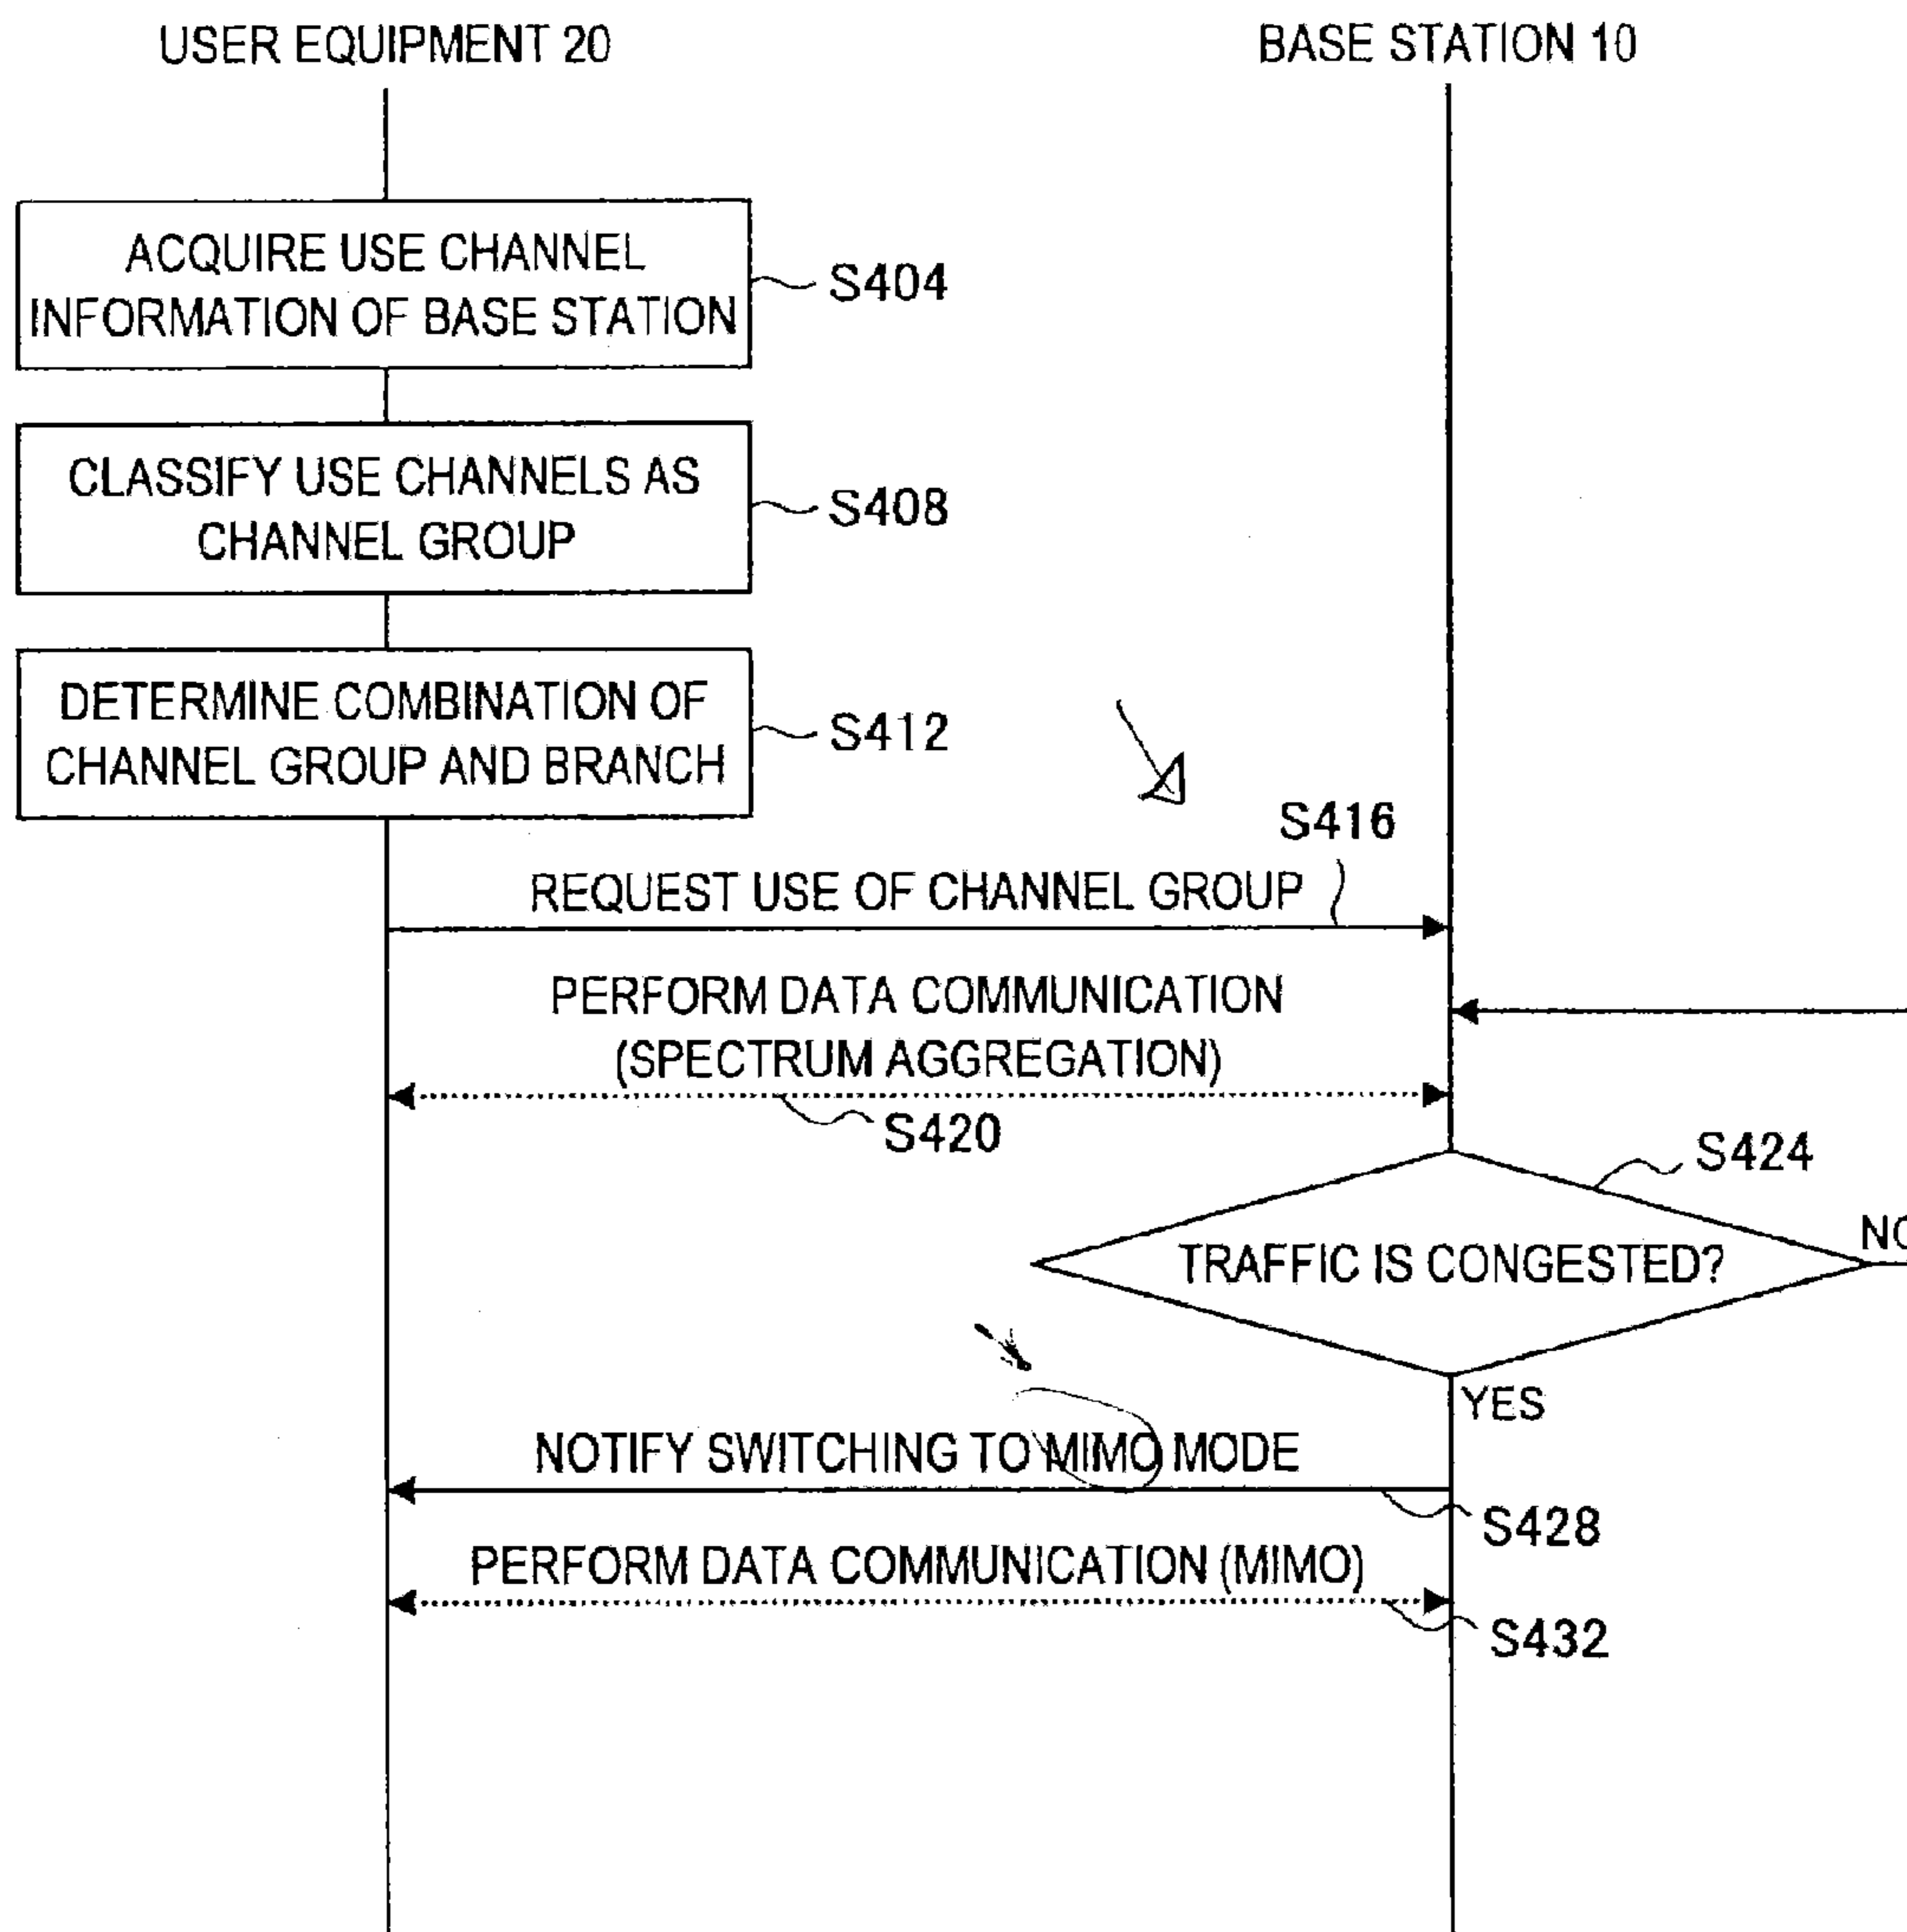 USER EQUIPMENT 20
BASE STATION 10
ACQUIRE USE CHANNEL
INFORMATION OF BASE STATION
S404
CLASSIFY USE CHANNELS AS
CHANNEL GROUP
S408
DETERMINE COMBINATION OF
CHANNEL GROUP AND BRANCH
S412
S416
REQUEST USE OF CHANNEL GROUP
PERFORM DATA COMMUNICATION
(SPECTRUM AGGREGATION)
S420
S424
TRAFFIC IS CONGESTED?
NO
YES
NOTIFY SWITCHING TO MIMO MODE
S428
PERFORM DATA COMMUNICATION (MIMO)
S432